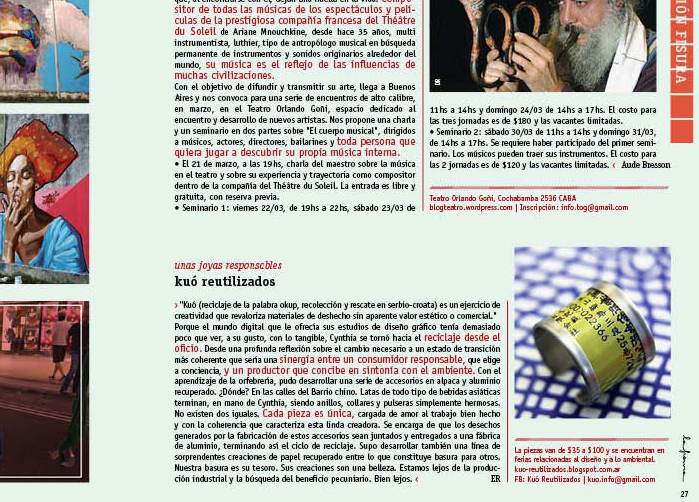 que, al encontrarse con él, dejan una huella en la vida. Compo-
sitor de todas las músicas de los espectáculos y pelí-
culas de la prestigiosa compañía francesa del Théâtre
du Soleil de Ariane Mnouchkine, desde hace 35 años, multi
instrumentista, luthier, tipo de antropólogo musical en búsqueda
permanente de instrumentos y sonidos originarios alrededor del
mundo, su música es el reflejo de las influencias de
muchas civilizaciones.
Con el objetivo de difundir y transmitir su arte, llega a Buenos
Aires y nos convoca para una serie de encuentros de alto calibre,
en marzo, en el Teatro Orlando Goñi, espacio dedicado al
encuentro y desarrollo de nuevos artistas. Nos propone una charla
y un seminario en dos partes sobre "El cuerpo musical", dirigidos
a músicos, actores, directores, bailarines y toda persona que
quiera jugar a descubrir su propia música interna.
• El 21 de marzo, a las 19hs, charla del maestro sobre la música
en el teatro y sobre su experiencia y trayectoria como compositor
dentro de la compañía del Théâtre du Soleil. La entrada es libre y
gratuita, con reserva previa.
• Seminario 1: viernes 22/03, de 19hs a 22hs, sábado 23/03 de
11hs a 14hs y domingo 24/03 de 14hs a 17hs. El costo para
las tres jornadas es de $180 y las vacantes limitadas.
• Seminario 2: sábado 30/03 de 11hs a 14hs y domingo 31/03,
de 14hs a 17hs. Se requiere haber participado del primer semi-
nario. Los músicos pueden traer sus instrumentos. El costo para
las 2 jornadas es de $120 y las vacantes limitadas. ‹ Aude Bresson
Teatro Orlando Goñi, Cochabamba 2536 CABA
blogteatro.wordpress.com | Inscripción: info.tog@gmail.com
IÓN FISURA
unas joyas responsables
kuó reutilizados
› "Kuó (reciclaje de la palabra okup, recolección y rescate en serbio-croata) es un ejercicio de
creatividad que revaloriza materiales de deshecho sin aparente valor estético o comercial."
Porque el mundo digital que le ofrecía sus estudios de diseño gráfico tenía demasiado
poco que ver, a su gusto, con lo tangible, Cynthia se tornó hacia el reciclaje desde el
oficio. Desde una profunda reflexión sobre el cambio necesario a un estado de transición
más coherente que sería una sinergía entre un consumidor responsable, que elige
a conciencia, y un productor que concibe en sintonía con el ambiente. Con el
aprendizaje de la orfebrería, pudo desarrollar una serie de accesorios en alpaca y aluminio
recuperado. ¿Dónde? En las calles del Barrio chino. Latas de todo tipo de bebidas asiáticas
terminan, en mano de Cynthia, siendo anillos, collares y pulseras simplemente hermosas.
No existen dos iguales. Cada pieza es única, cargada de amor al trabajo bien hecho
y con la coherencia que caracteriza esta linda creadora. Se encarga de que los desechos
generados por la fabricación de estos accesorios sean juntados y entregados a una fábrica
de aluminio, terminando así el ciclo de reciclaje. Supo desarrollar también una línea de
sorprendentes creaciones de papel recuperado entre lo que constituye basura para otros.
Nuestra basura es su tesoro. Sus creaciones son una belleza. Estamos lejos de la produc-
ción industrial y la búsqueda del beneficio pecuniario. Bien lejos. ‹ ER
La piezas van de $35 a $100 y se encuentran en
ferias relacionadas al diseño y a lo ambiental.
kuo-reutilizados.blogspot.com.ar
FB: Kuó Reutilizados | kuo.info@gmail.com
27